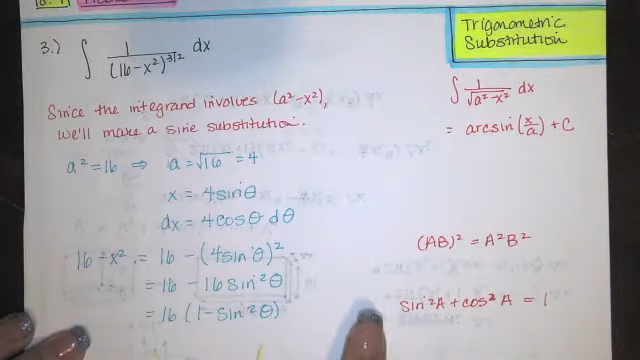 3.) ∫ 1/(16-x²)^3/2 dx
Trigonometric
Substitution
Since the integrand involves (a²-x²),
we'll make a sine substitution.
∫ 1/√(a²-x²) dx
= arcsin(x/a) + C
a² = 16 ⇒ a = √16 = 4
x = 4sinθ
dx = 4cosθ dθ
16 - x² = 16 - (4sinθ)²
= 16 - 16sin²θ
= 16(1-sin²θ)
(AB)² = A²B²
sin²A + cos²A = 1